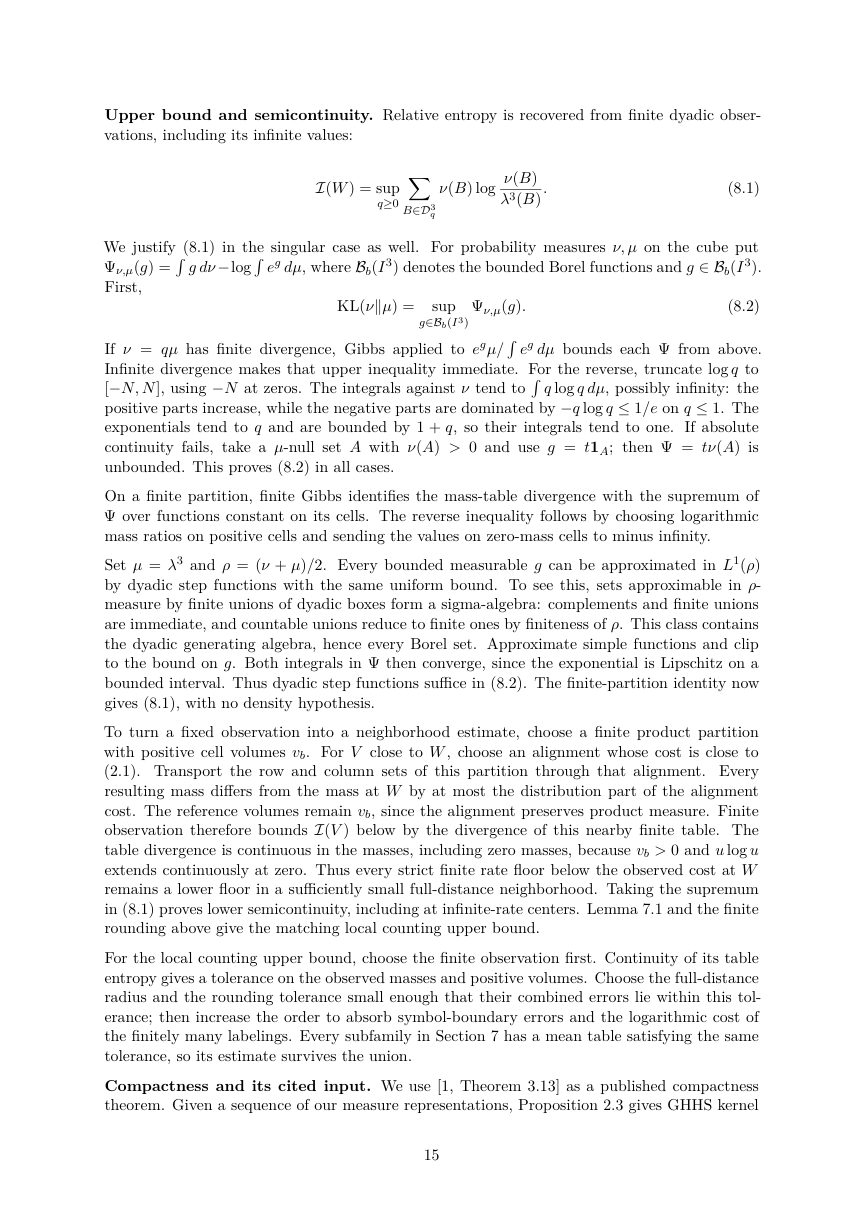 Upper bound and semicontinuity. Relative entropy is recovered from finite dyadic obser-
vations, including its infinite values:
I(W) = sup_{q≥0} ∑_{B∈D_q^3} ν(B) log ν(B)/λ³(B). (8.1)
We justify (8.1) in the singular case as well. For probability measures ν, μ on the cube put
Ψ_{ν,μ}(g) = ∫ g dν − log ∫ e^g dμ, where B_b(I³) denotes the bounded Borel functions and g ∈ B_b(I³).
First,
KL(ν‖μ) = sup_{g∈B_b(I³)} Ψ_{ν,μ}(g). (8.2)
If ν = qμ has finite divergence, Gibbs applied to e^g μ/ ∫ e^g dμ bounds each Ψ from above.
Infinite divergence makes that upper inequality immediate. For the reverse, truncate log q to
[−N, N], using −N at zeros. The integrals against ν tend to ∫ q log q dμ, possibly infinity: the
positive parts increase, while the negative parts are dominated by −q log q ≤ 1/e on q ≤ 1. The
exponentials tend to q and are bounded by 1 + q, so their integrals tend to one. If absolute
continuity fails, take a μ-null set A with ν(A) > 0 and use g = t1_A; then Ψ = tν(A) is
unbounded. This proves (8.2) in all cases.
On a finite partition, finite Gibbs identifies the mass-table divergence with the supremum of
Ψ over functions constant on its cells. The reverse inequality follows by choosing logarithmic
mass ratios on positive cells and sending the values on zero-mass cells to minus infinity.
Set μ = λ³ and ρ = (ν + μ)/2. Every bounded measurable g can be approximated in L¹(ρ)
by dyadic step functions with the same uniform bound. To see this, sets approximable in ρ-
measure by finite unions of dyadic boxes form a sigma-algebra: complements and finite unions
are immediate, and countable unions reduce to finite ones by finiteness of ρ. This class contains
the dyadic generating algebra, hence every Borel set. Approximate simple functions and clip
to the bound on g. Both integrals in Ψ then converge, since the exponential is Lipschitz on a
bounded interval. Thus dyadic step functions suffice in (8.2). The finite-partition identity now
gives (8.1), with no density hypothesis.
To turn a fixed observation into a neighborhood estimate, choose a finite product partition
with positive cell volumes v_b. For V close to W, choose an alignment whose cost is close to
(2.1). Transport the row and column sets of this partition through that alignment. Every
resulting mass differs from the mass at W by at most the distribution part of the alignment
cost. The reference volumes remain v_b, since the alignment preserves product measure. Finite
observation therefore bounds I(V) below by the divergence of this nearby finite table. The
table divergence is continuous in the masses, including zero masses, because v_b > 0 and u log u
extends continuously at zero. Thus every strict finite rate floor below the observed cost at W
remains a lower floor in a sufficiently small full-distance neighborhood. Taking the supremum
in (8.1) proves lower semicontinuity, including at infinite-rate centers. Lemma 7.1 and the finite
rounding above give the matching local counting upper bound.
For the local counting upper bound, choose the finite observation first. Continuity of its table
entropy gives a tolerance on the observed masses and positive volumes. Choose the full-distance
radius and the rounding tolerance small enough that their combined errors lie within this tol-
erance; then increase the order to absorb symbol-boundary errors and the logarithmic cost of
the finitely many labelings. Every subfamily in Section 7 has a mean table satisfying the same
tolerance, so its estimate survives the union.
Compactness and its cited input. We use [1, Theorem 3.13] as a published compactness
theorem. Given a sequence of our measure representations, Proposition 2.3 gives GHHS kernel
15